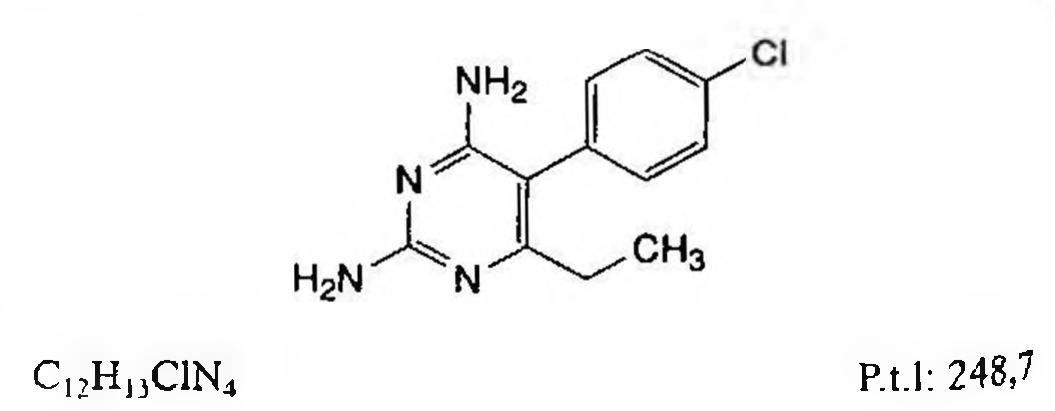 Cl
NH₂
N
H₂N
N
CH₃
C₁₂H₁₃ClN₄ P.t.l: 248,7